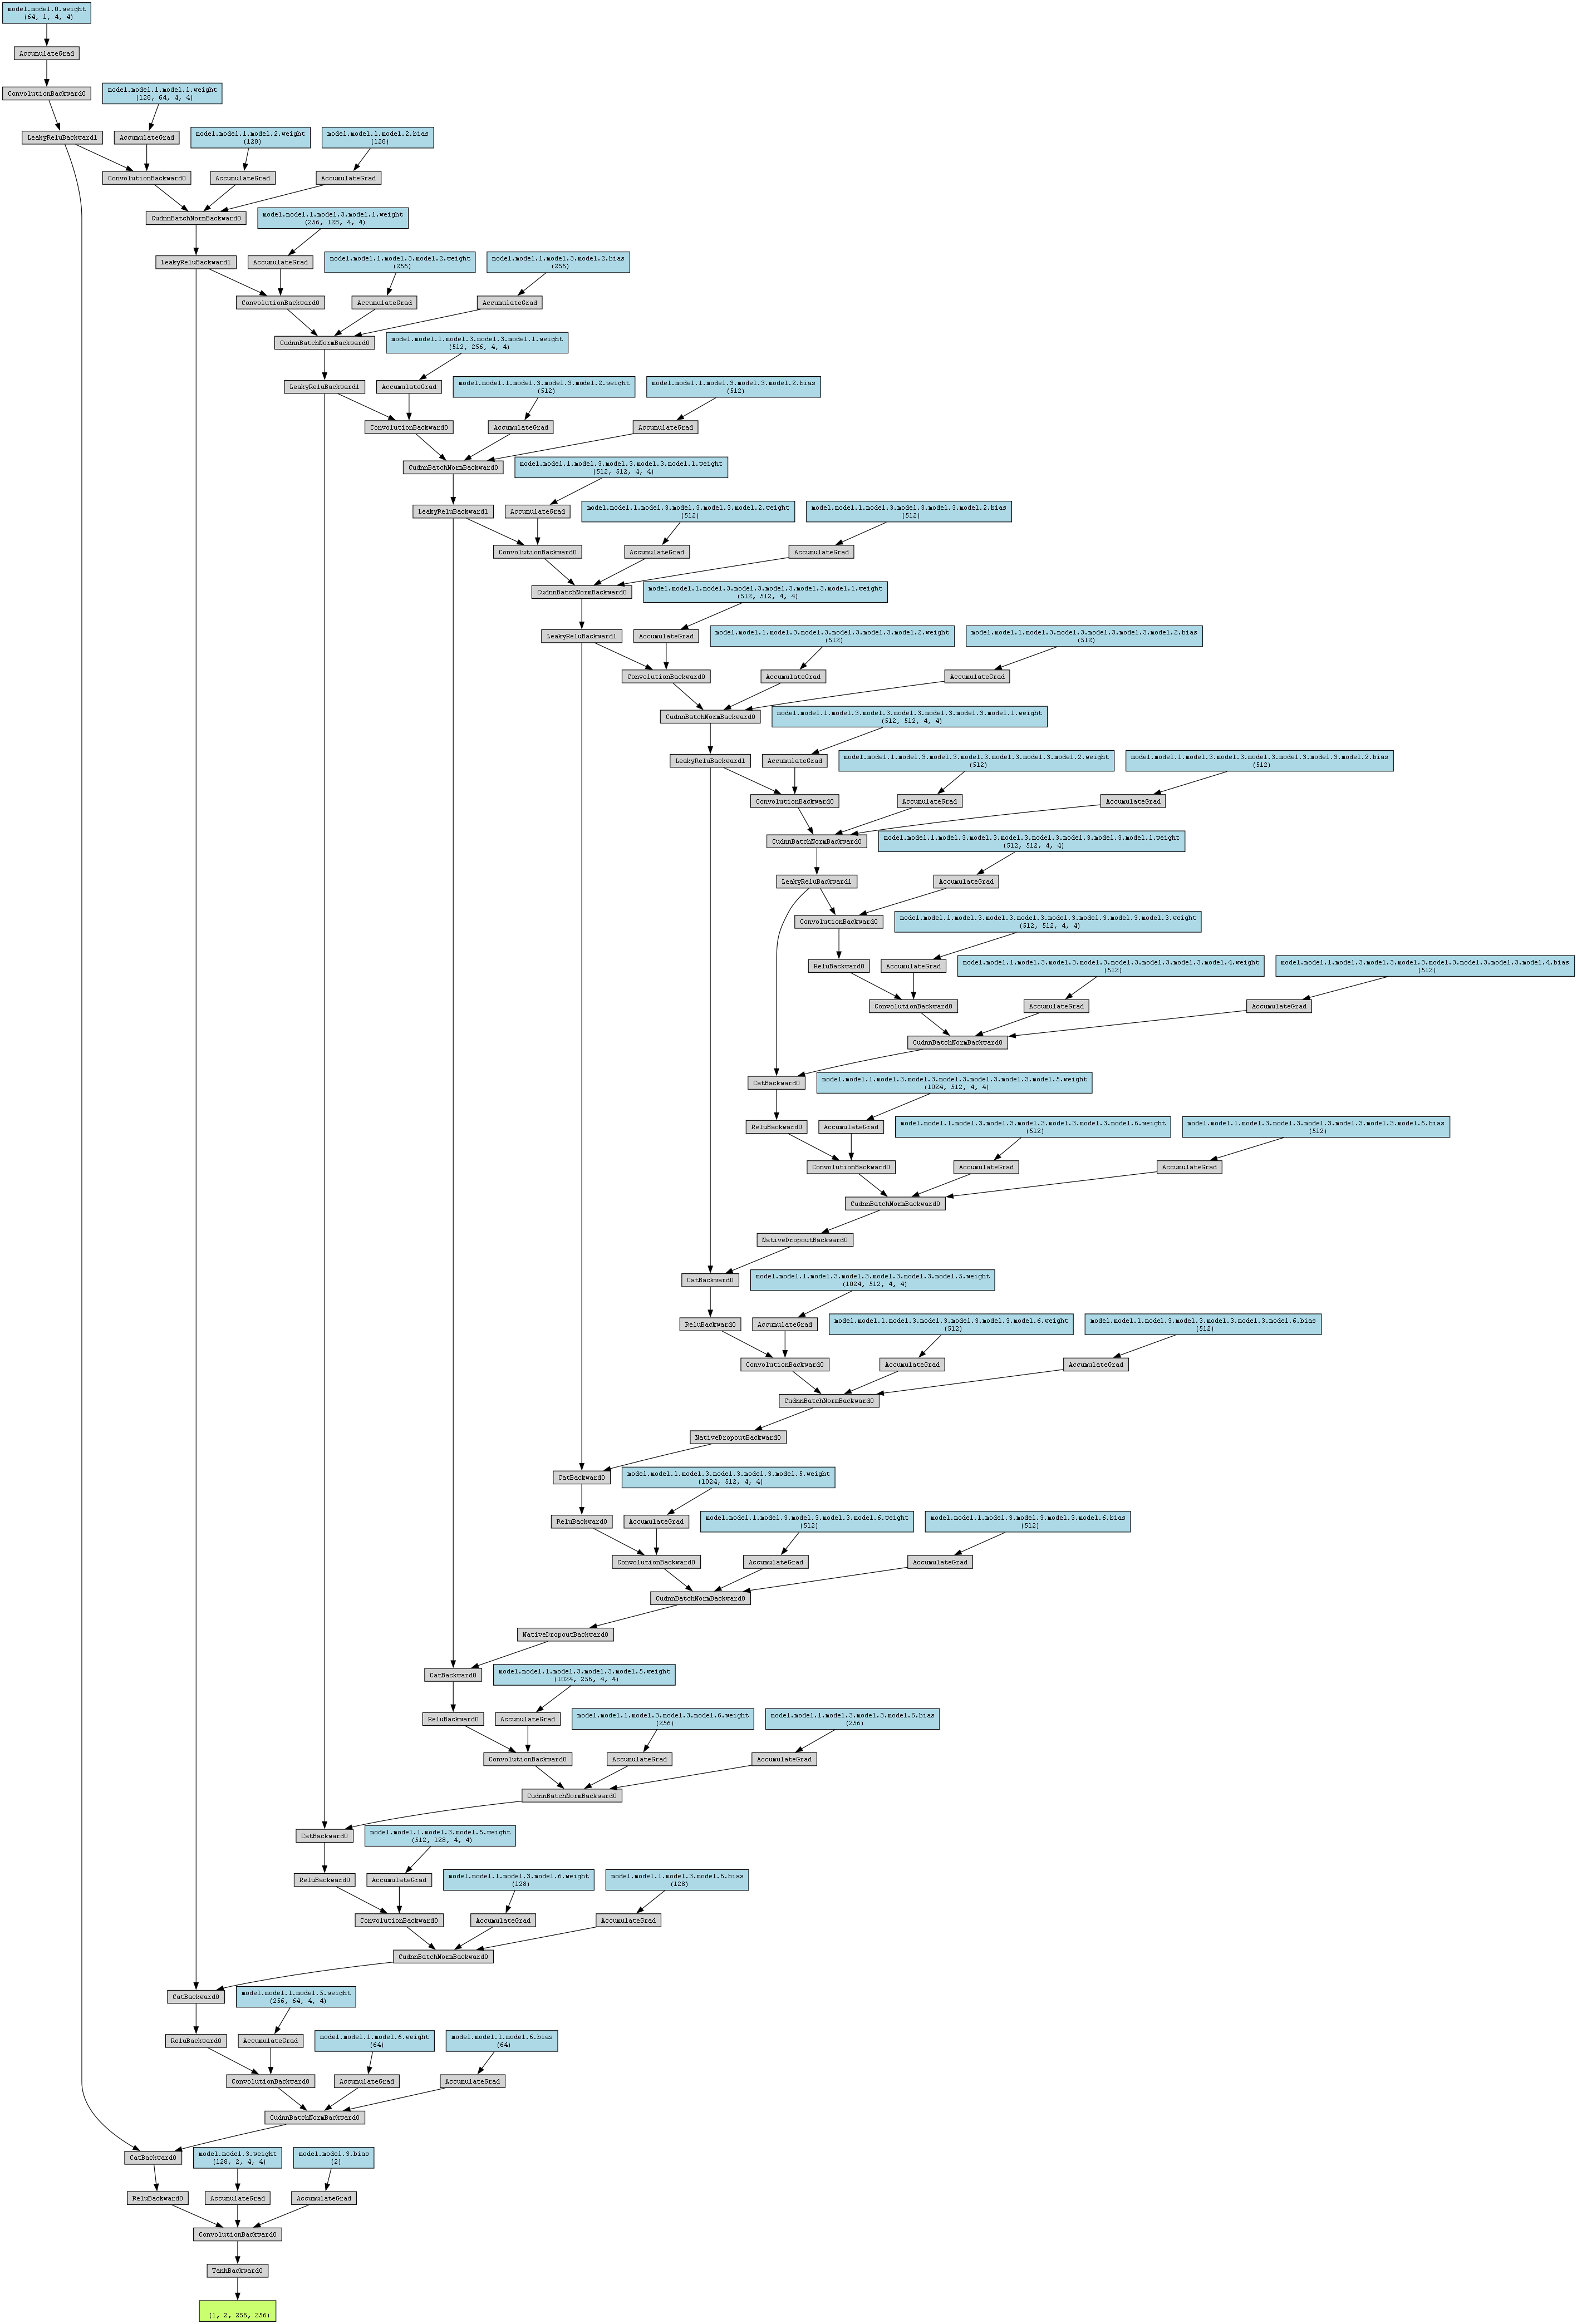 model.model.0.weight
(64, 1, 4, 4)
AccumulateGrad
ConvolutionBackward0
model.model.1.model.1.weight
(128, 64, 4, 4)
LeakyReluBackward1
AccumulateGrad
model.model.1.model.2.weight
(128)
model.model.1.model.2.bias
(128)
ConvolutionBackward0
AccumulateGrad
AccumulateGrad
CudnnBatchNormBackward0
model.model.1.model.3.model.1.weight
(256, 128, 4, 4)
LeakyReluBackward1
AccumulateGrad
model.model.1.model.3.model.2.weight
(256)
model.model.1.model.3.model.2.bias
(256)
ConvolutionBackward0
AccumulateGrad
AccumulateGrad
CudnnBatchNormBackward0
model.model.1.model.3.model.3.model.1.weight
(512, 256, 4, 4)
LeakyReluBackward1
AccumulateGrad
model.model.1.model.3.model.3.model.2.weight
(512)
model.model.1.model.3.model.3.model.2.bias
(512)
ConvolutionBackward0
AccumulateGrad
AccumulateGrad
CudnnBatchNormBackward0
model.model.1.model.3.model.3.model.3.model.1.weight
(512, 512, 4, 4)
LeakyReluBackward1
AccumulateGrad
model.model.1.model.3.model.3.model.3.model.2.weight
(512)
model.model.1.model.3.model.3.model.3.model.2.bias
(512)
ConvolutionBackward0
AccumulateGrad
AccumulateGrad
CudnnBatchNormBackward0
model.model.1.model.3.model.3.model.3.model.3.model.1.weight
(512, 512, 4, 4)
LeakyReluBackward1
AccumulateGrad
model.model.1.model.3.model.3.model.3.model.3.model.2.weight
(512)
model.model.1.model.3.model.3.model.3.model.3.model.2.bias
(512)
ConvolutionBackward0
AccumulateGrad
AccumulateGrad
CudnnBatchNormBackward0
model.model.1.model.3.model.3.model.3.model.3.model.3.model.1.weight
(512, 512, 4, 4)
LeakyReluBackward1
AccumulateGrad
model.model.1.model.3.model.3.model.3.model.3.model.3.model.2.weight
(512)
model.model.1.model.3.model.3.model.3.model.3.model.3.model.2.bias
(512)
ConvolutionBackward0
AccumulateGrad
AccumulateGrad
CudnnBatchNormBackward0
model.model.1.model.3.model.3.model.3.model.3.model.3.model.3.model.1.weight
(512, 512, 4, 4)
LeakyReluBackward1
AccumulateGrad
ConvolutionBackward0
model.model.1.model.3.model.3.model.3.model.3.model.3.model.3.model.3.weight
(512, 512, 4, 4)
ReluBackward0
AccumulateGrad
model.model.1.model.3.model.3.model.3.model.3.model.3.model.3.model.4.weight
(512)
model.model.1.model.3.model.3.model.3.model.3.model.3.model.3.model.4.bias
(512)
ConvolutionBackward0
AccumulateGrad
AccumulateGrad
CudnnBatchNormBackward0
CatBackward0
model.model.1.model.3.model.3.model.3.model.3.model.3.model.5.weight
(1024, 512, 4, 4)
ReluBackward0
AccumulateGrad
model.model.1.model.3.model.3.model.3.model.3.model.3.model.6.weight
(512)
model.model.1.model.3.model.3.model.3.model.3.model.3.model.6.bias
(512)
ConvolutionBackward0
AccumulateGrad
AccumulateGrad
CudnnBatchNormBackward0
NativeDropoutBackward0
CatBackward0
model.model.1.model.3.model.3.model.3.model.3.model.5.weight
(1024, 512, 4, 4)
ReluBackward0
AccumulateGrad
model.model.1.model.3.model.3.model.3.model.3.model.6.weight
(512)
model.model.1.model.3.model.3.model.3.model.3.model.6.bias
(512)
ConvolutionBackward0
AccumulateGrad
AccumulateGrad
CudnnBatchNormBackward0
NativeDropoutBackward0
CatBackward0
model.model.1.model.3.model.3.model.3.model.5.weight
(1024, 512, 4, 4)
ReluBackward0
AccumulateGrad
model.model.1.model.3.model.3.model.3.model.6.weight
(512)
model.model.1.model.3.model.3.model.3.model.6.bias
(512)
ConvolutionBackward0
AccumulateGrad
AccumulateGrad
CudnnBatchNormBackward0
NativeDropoutBackward0
CatBackward0
model.model.1.model.3.model.3.model.5.weight
(1024, 256, 4, 4)
ReluBackward0
AccumulateGrad
model.model.1.model.3.model.3.model.6.weight
(256)
model.model.1.model.3.model.3.model.6.bias
(256)
ConvolutionBackward0
AccumulateGrad
AccumulateGrad
CudnnBatchNormBackward0
CatBackward0
model.model.1.model.3.model.5.weight
(512, 128, 4, 4)
ReluBackward0
AccumulateGrad
model.model.1.model.3.model.6.weight
(128)
model.model.1.model.3.model.6.bias
(128)
ConvolutionBackward0
AccumulateGrad
AccumulateGrad
CudnnBatchNormBackward0
CatBackward0
model.model.1.model.5.weight
(256, 64, 4, 4)
ReluBackward0
AccumulateGrad
model.model.1.model.6.weight
(64)
model.model.1.model.6.bias
(64)
ConvolutionBackward0
AccumulateGrad
AccumulateGrad
CudnnBatchNormBackward0
CatBackward0
model.model.3.weight
(128, 2, 4, 4)
model.model.3.bias
(2)
ReluBackward0
AccumulateGrad
AccumulateGrad
ConvolutionBackward0
TanhBackward0
(1, 2, 256, 256)